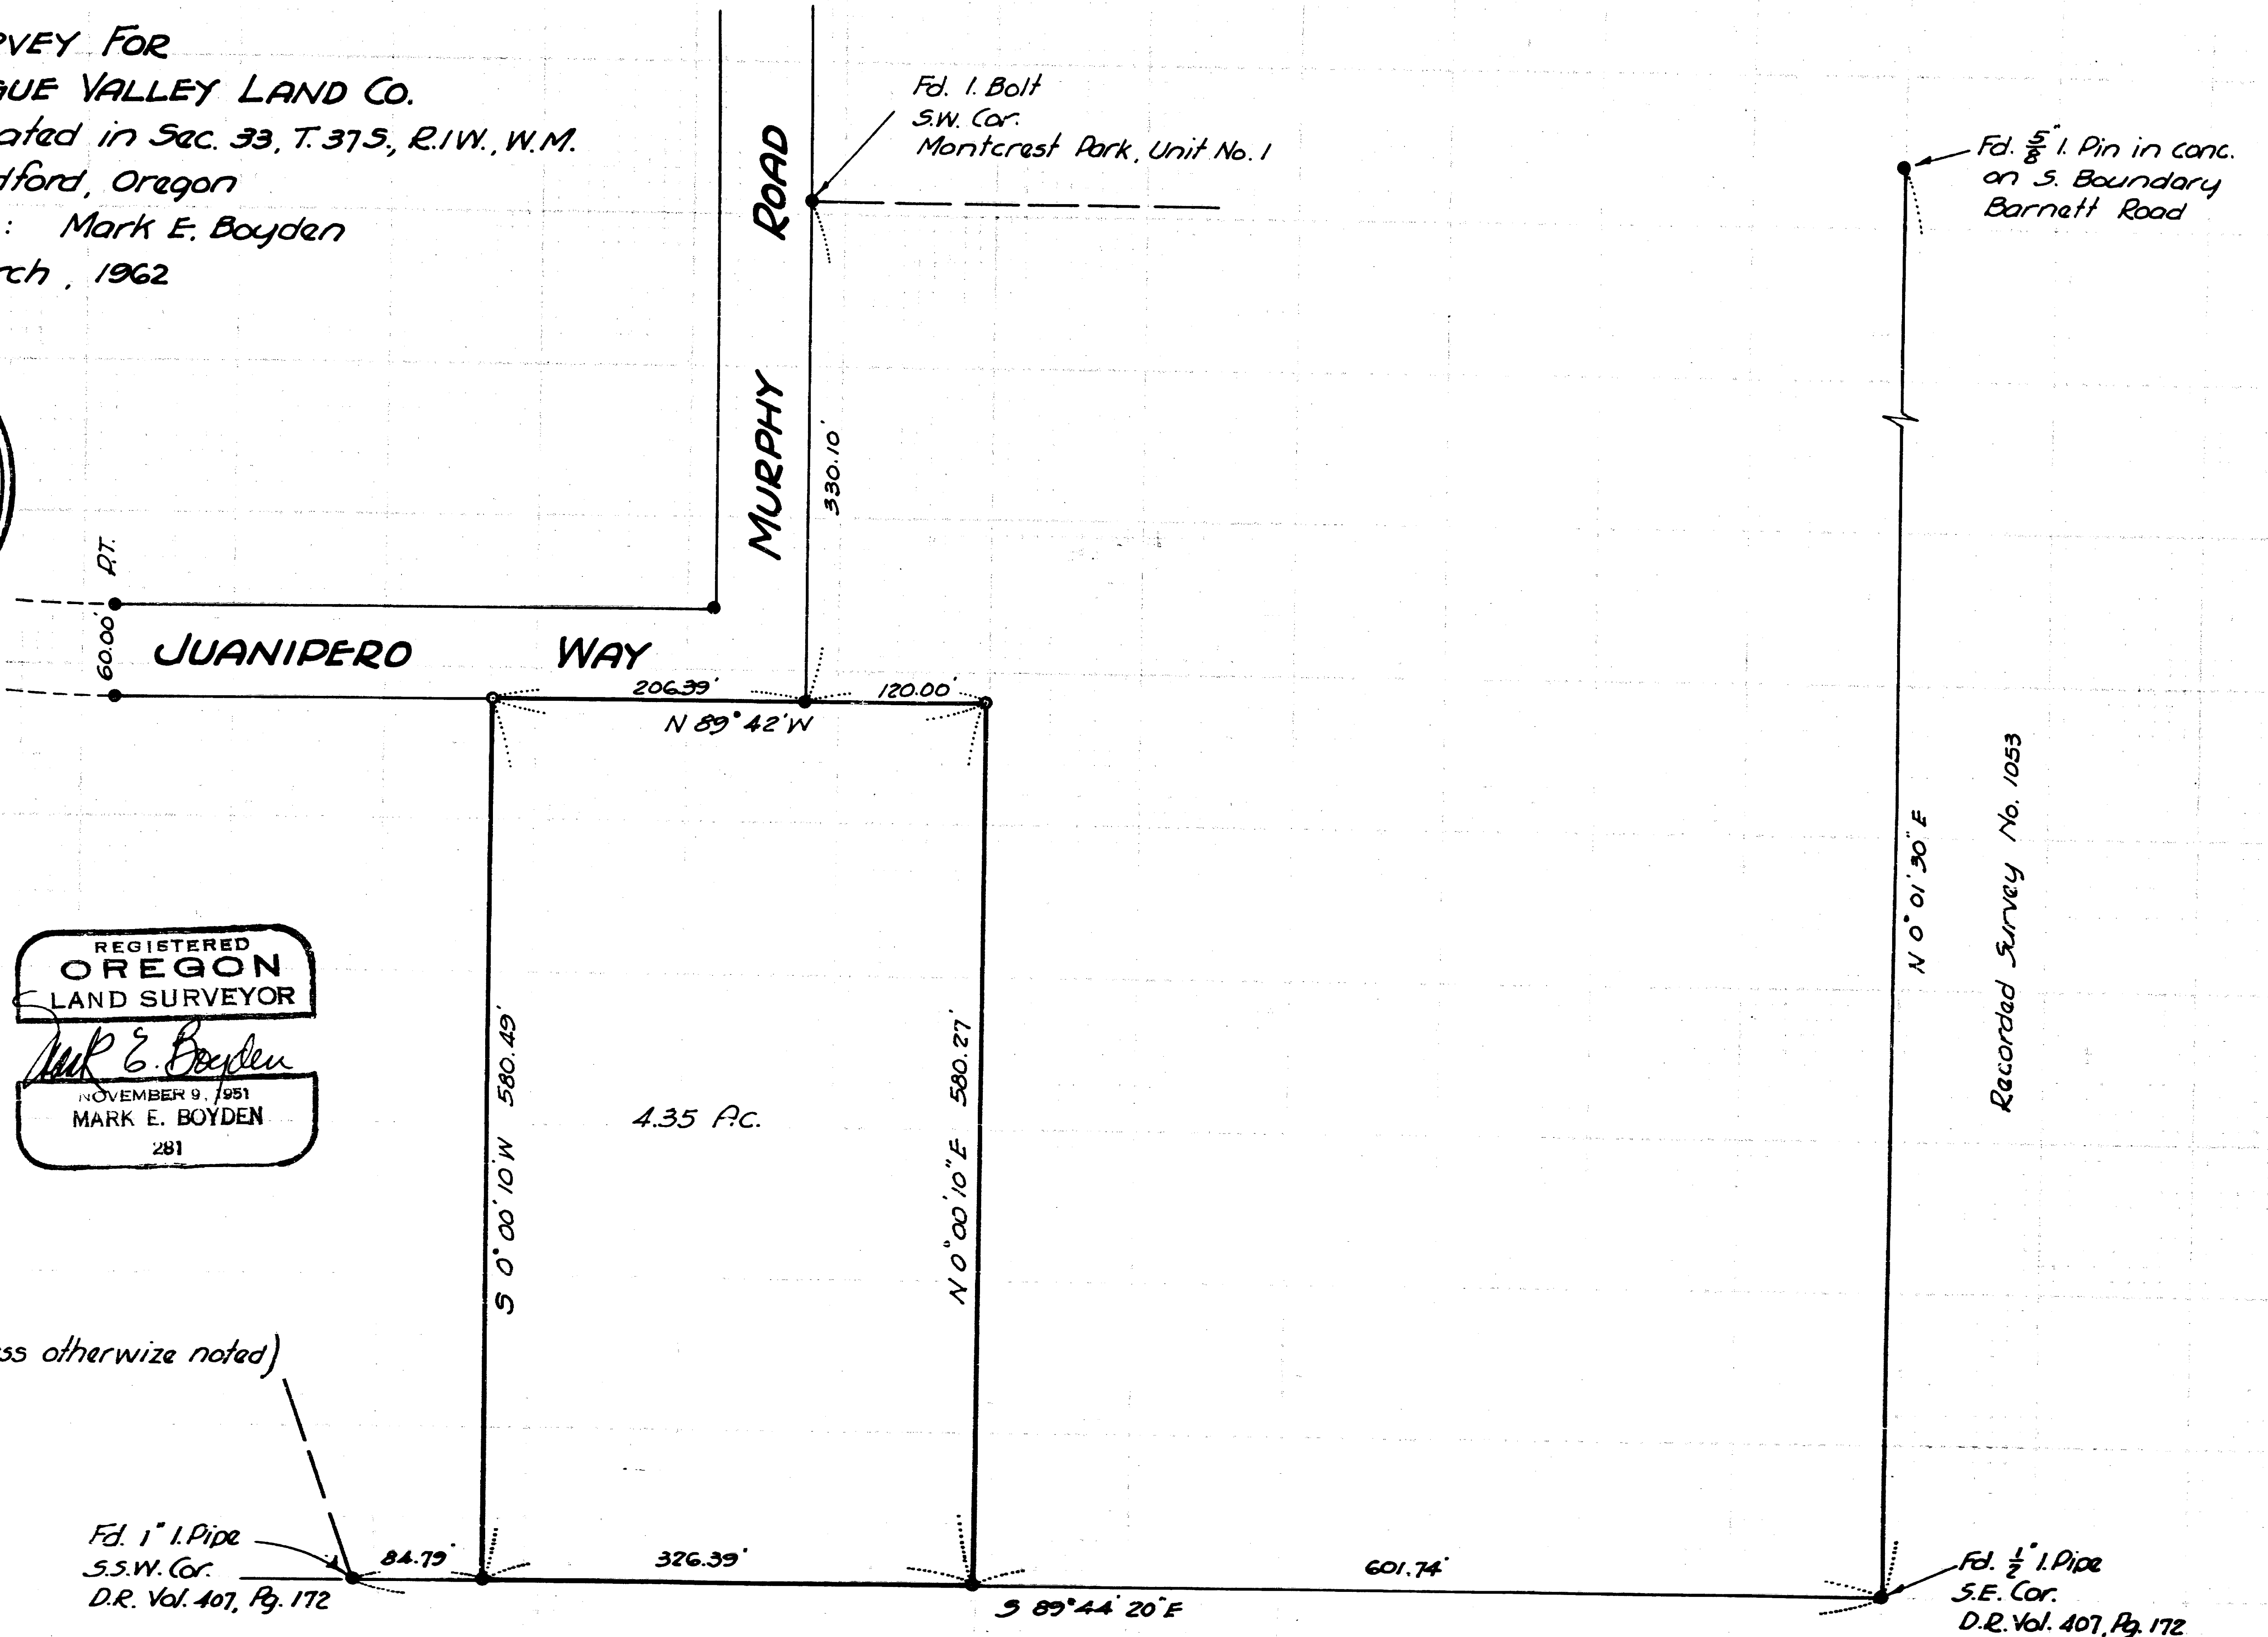 RVEY FOR
GUE VALLEY LAND CO.
ated in Sec. 33, T. 37S., R.1W., W.M.
dford, Oregon
: Mark E. Boyden
rch, 1962
Fd. I. Bolt
S.W. Cor.
Montcrest Park, Unit No. 1
Fd. 5/8" I. Pin in conc.
on S. Boundary
Barnett Road
MURPHY ROAD
330.10'
60.00' P.T.
JUANIPERO WAY
206.39' 120.00'
N 89° 42' W
N 0° 01' 30" E
Recorded Survey No. 1053
REGISTERED
OREGON
LAND SURVEYOR
Mark E. Boyden
NOVEMBER 9, 1951
MARK E. BOYDEN
281
S 0° 00' 10" W 580.49'
4.35 Ac.
N 0° 00' 10" E 580.27'
ss otherwize noted)
Fd. 1" I. Pipe
S.S.W. Cor.
D.R. Vol. 407, Pg. 172
84.79' 326.39' 601.74'
S 89° 44' 20" E
Fd. 1/2" I. Pipe
S.E. Cor.
D.R. Vol. 407, Pg. 172